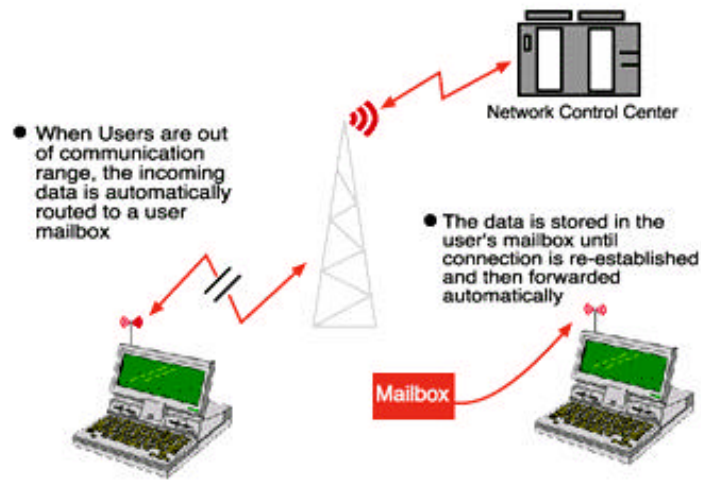 Network Control Center
● When Users are out
of communication
range, the incoming
data is automatically
routed to a user
mailbox
● The data is stored in the
user's mailbox until
connection is re-established
and then forwarded
automatically
Mailbox